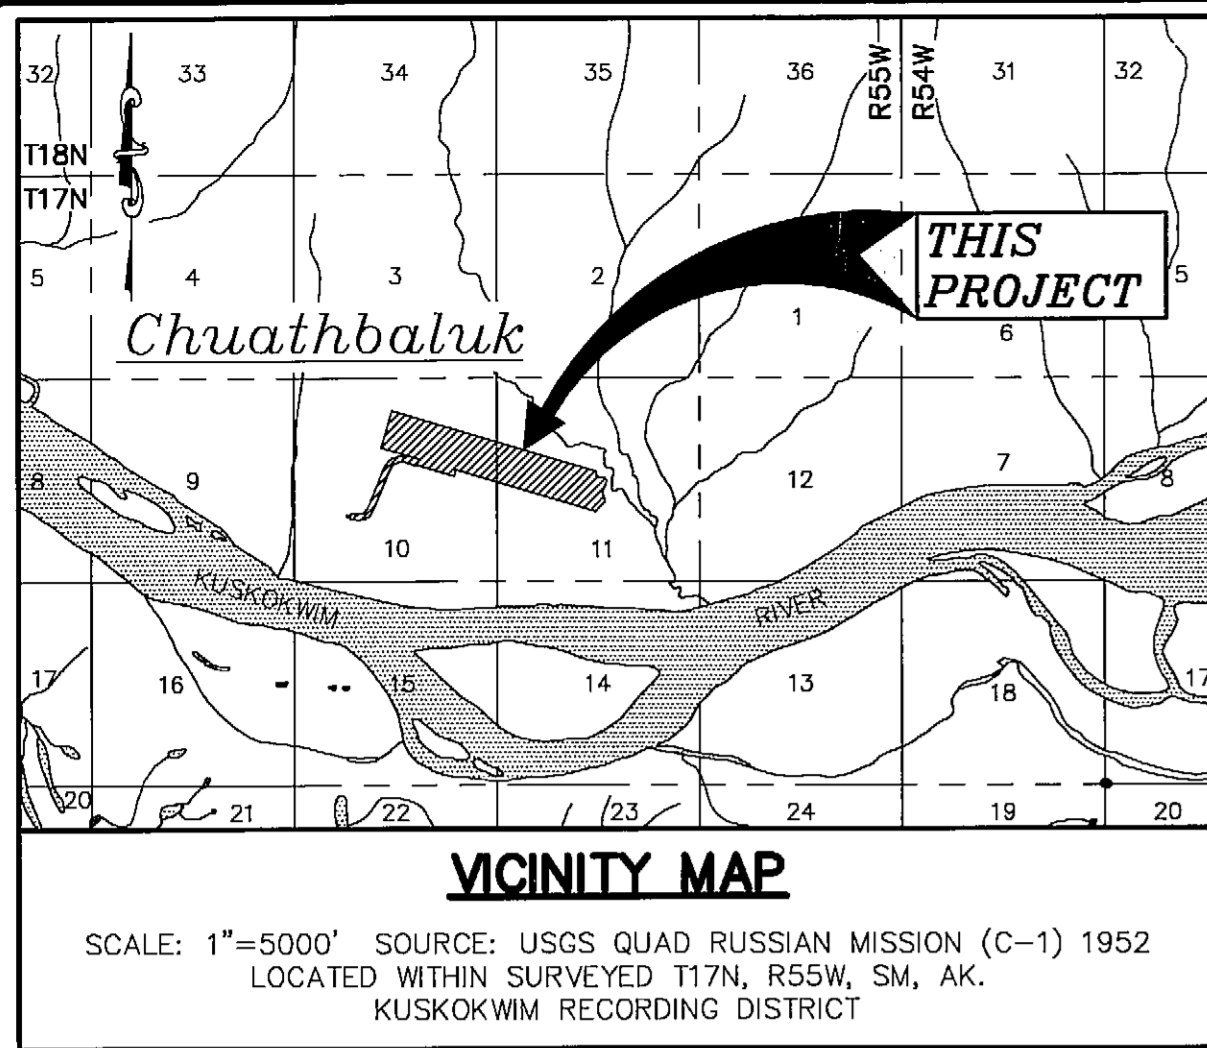 32 33 34 35 36 R55W R54W 31 32
T18N
T17N
5 4 3 2 1 6 5
THIS
PROJECT
Chuathbaluk
8 9 10 11 12 7 8
KUSKOKWIM RIVER
17 16 15 14 13 18 17
20 21 22 23 24 19 20
VICINITY MAP
SCALE: 1"=5000' SOURCE: USGS QUAD RUSSIAN MISSION (C-1) 1952
LOCATED WITHIN SURVEYED T17N, R55W, SM, AK.
KUSKOKWIM RECORDING DISTRICT